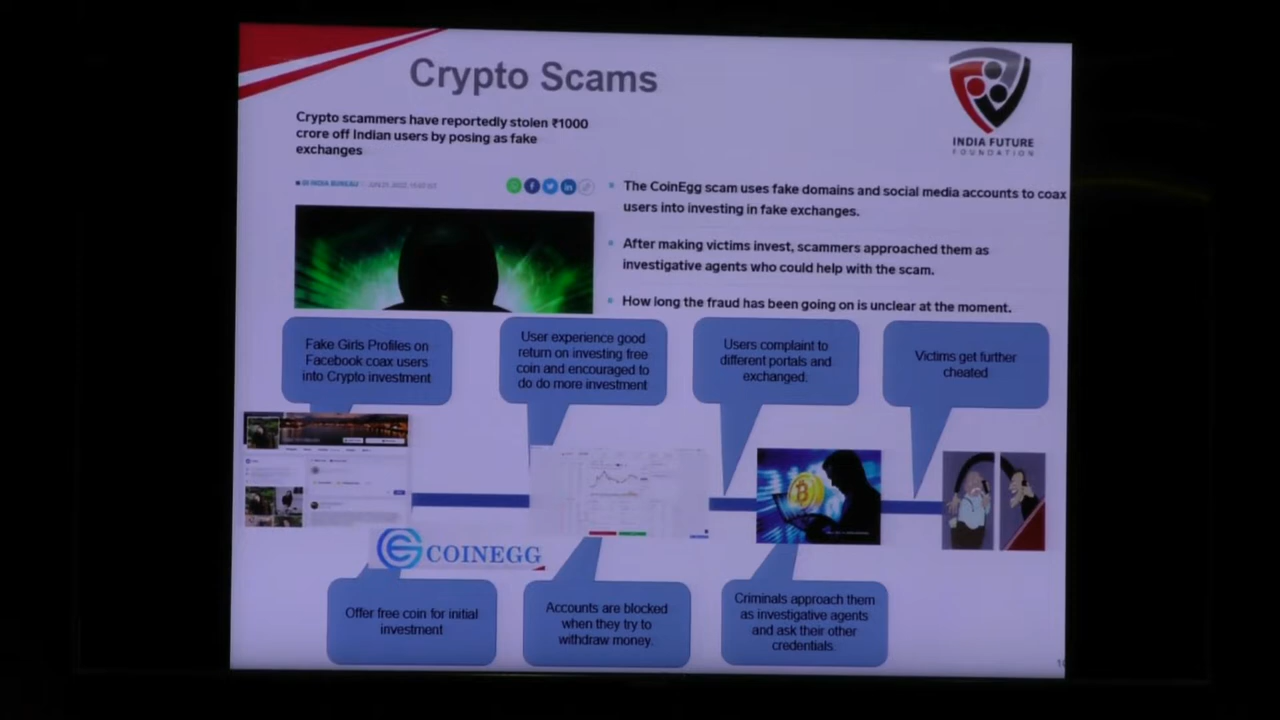 Crypto Scams
INDIA FUTURE
FOUNDATION
Crypto scammers have reportedly stolen ₹1000
crore off Indian users by posing as fake
exchanges
BI INDIA BUREAU
The CoinEgg scam uses fake domains and social media accounts to coax
users into investing in fake exchanges.
After making victims invest, scammers approached them as
investigative agents who could help with the scam.
How long the fraud has been going on is unclear at the moment.
Fake Girls Profiles on
Facebook coax users
into Crypto investment
User experience good
return on investing free
coin and encouraged to
do do more investment
Users complaint to
different portals and
exchanged.
Victims get further
cheated
COINEGG
Offer free coin for initial
investment
Accounts are blocked
when they try to
withdraw money.
Criminals approach them
as investigative agents
and ask their other
credentials.